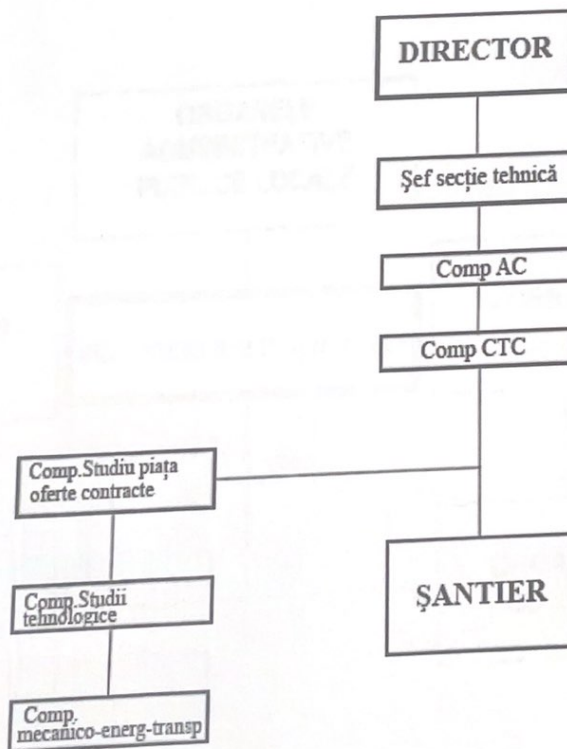 DIRECTOR
Şef secţie tehnică
Comp AC
Comp CTC
Comp.Studiu piaţa
oferte contracte
ŞANTIER
Comp.Studii
tehnologice
Comp.
mecanico-energ-transp